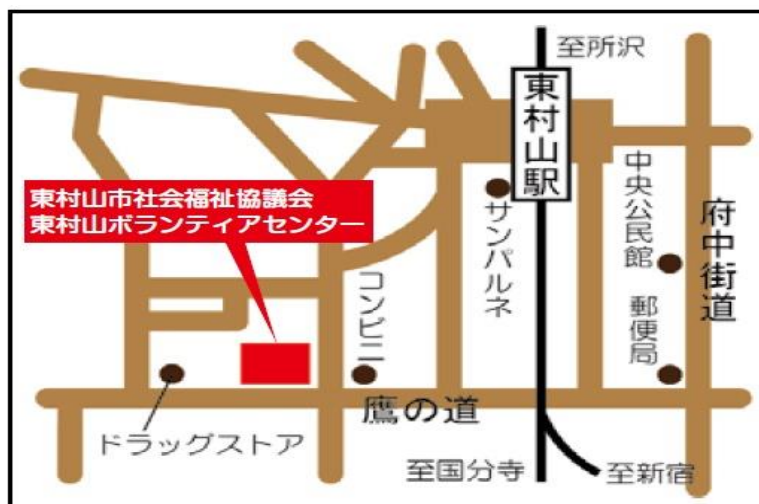 至所沢
東村山駅
東村山市社会福祉協議会
東村山ボランティアセンター
中央公民館
府中街道
サンパルネ
コンビニ
郵便局
鷹の道
ドラッグストア
至国分寺
至新宿